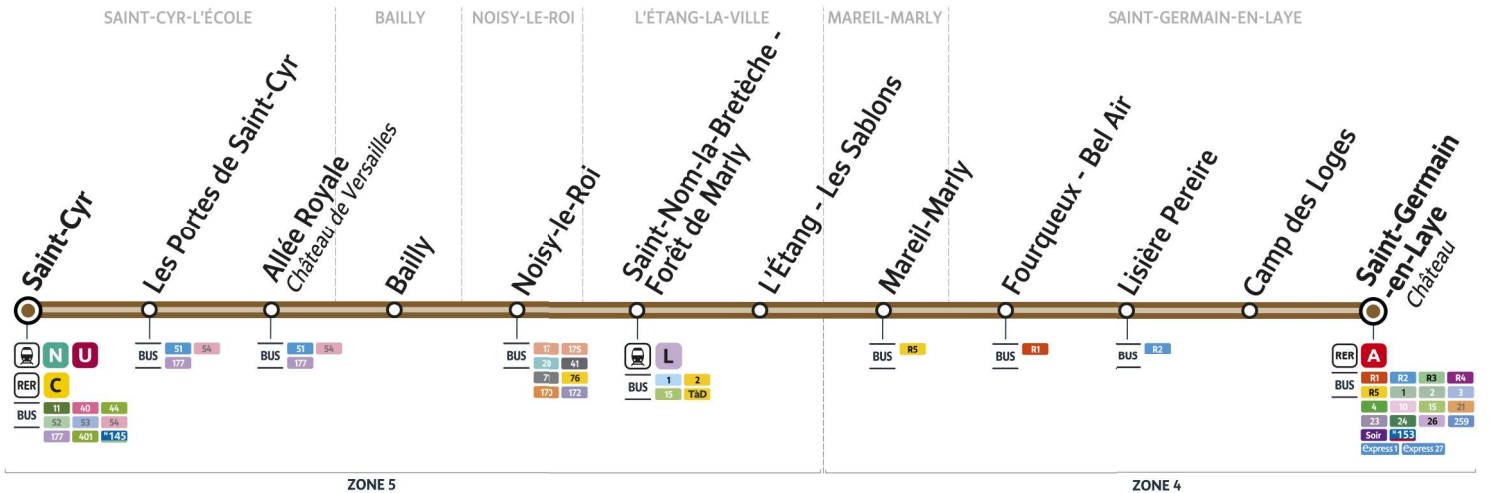 SAINT-CYR-L'ÉCOLE
BAILLY
NOISY-LE-ROI
L'ÉTANG-LA-VILLE
MAREIL-MARLY
SAINT-GERMAIN-EN-LAYE
Saint-Cyr
Les Portes de Saint-Cyr
Allée Royale
Château de Versailles
Bailly
Noisy-le-Roi
Saint-Nom-la-Bretèche -
Forêt de Marly
L'Étang - Les Sablons
Mareil-Marly
Fourqueux - Bel Air
Lisière Pereire
Camp des Loges
Saint-Germain
-en-Laye
Château
N U
RER C
BUS 11 40 44
52 53 54
177 401 N145
BUS 51 54
177
BUS 51 54
177
BUS 17 175
20 41
76
170 172
L
BUS 1 2
15 TàD
BUS R5
BUS R1
BUS R2
RER A
BUS R1 R2 R3 R4
R5 1 2 3
4 10 15 21
23 24 26 259
Soir N153
express 1 express 27
ZONE 5
ZONE 4